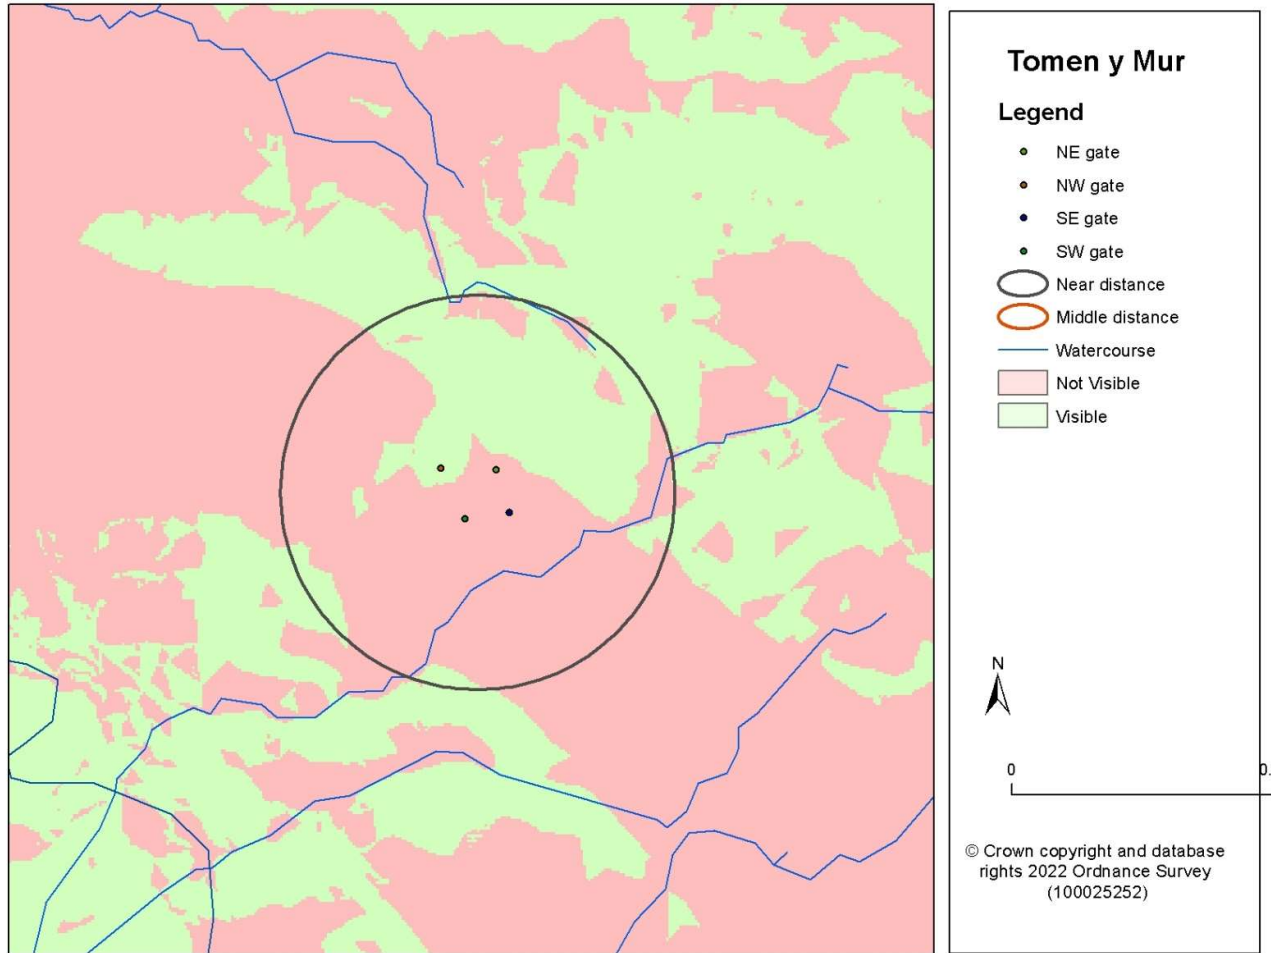 Tomen y Mur
Legend
NE gate
NW gate
SE gate
SW gate
Near distance
Middle distance
Watercourse
Not Visible
Visible
N
0
0.
© Crown copyright and database
rights 2022 Ordnance Survey
(100025252)